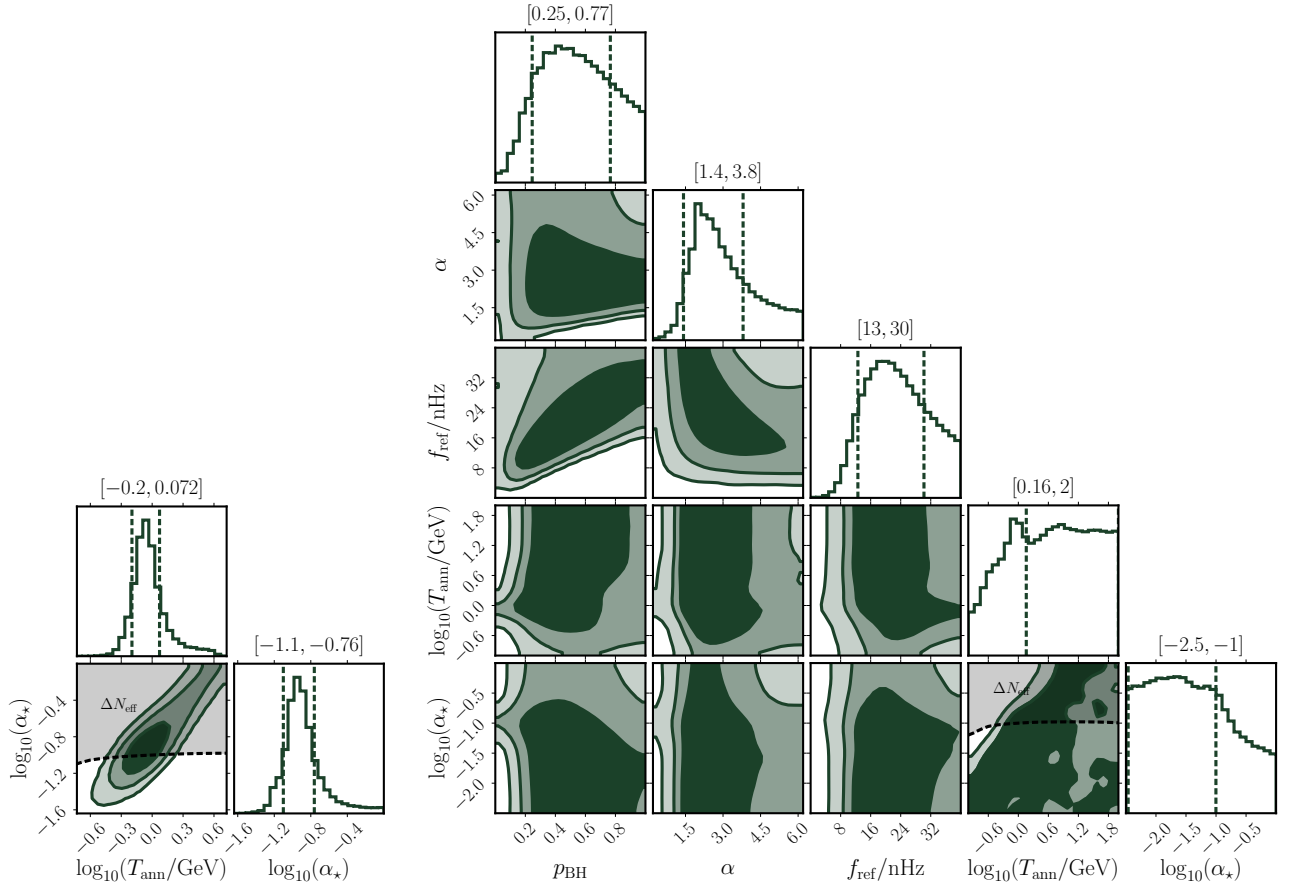 [0.25, 0.77]
6.0
4.5
3.0
1.5
α
[1.4, 3.8]
32
24
16
8
f_ref/nHz
[13, 30]
[−0.2, 0.072]
1.8
1.2
0.6
0.0
−0.6
log₁₀(T_ann/GeV)
[0.16, 2]
−0.4
−0.8
−1.2
−1.6
log₁₀(α⋆)
ΔN_eff
[−1.1, −0.76]
−0.5
−1.0
−1.5
−2.0
log₁₀(α⋆)
ΔN_eff
[−2.5, −1]
−0.6 −0.3 0.0 0.3 0.6
log₁₀(T_ann/GeV)
−1.6 −1.2 −0.8 −0.4
log₁₀(α⋆)
0.2 0.4 0.6 0.8
p_BH
1.5 3.0 4.5 6.0
α
8 16 24 32
f_ref/nHz
−0.6 0.0 0.6 1.2 1.8
log₁₀(T_ann/GeV)
−2.0 −1.5 −1.0 −0.5
log₁₀(α⋆)